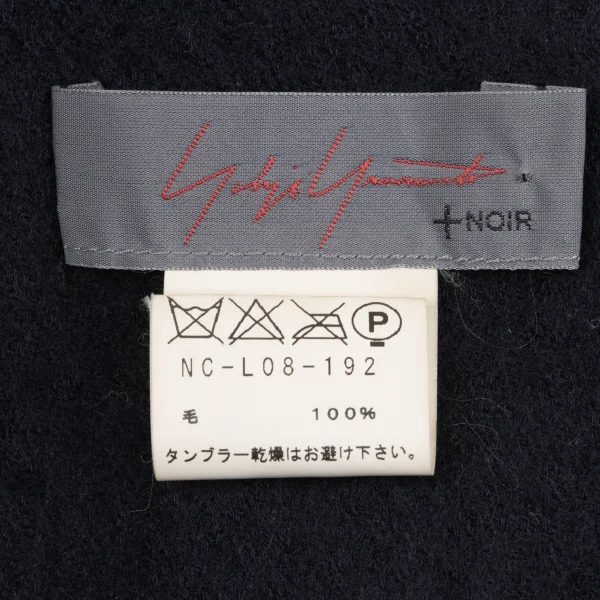 Yohji Yamamoto
+NOIR
P
NC-L08-192
毛 100%
タンブラー乾燥はお避け下さい。